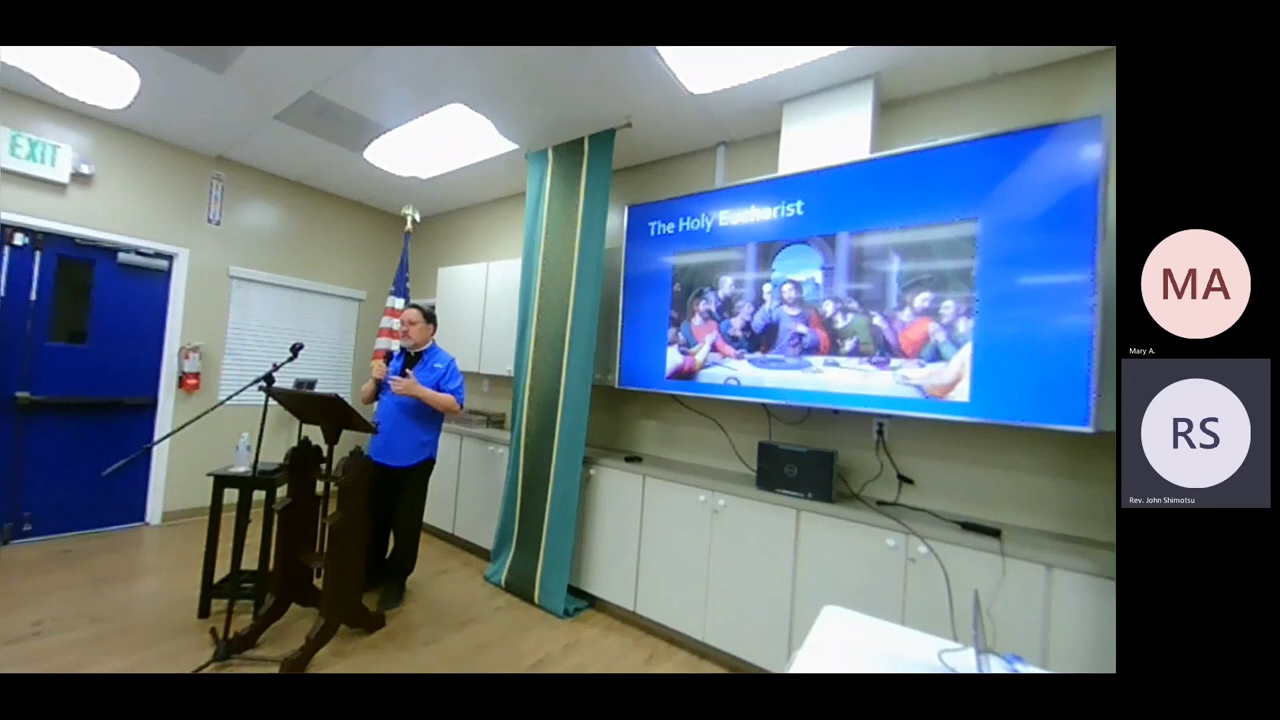 EXIT
The Holy Eucharist
MA
Mary A.
RS
Rev. John Shimotsu